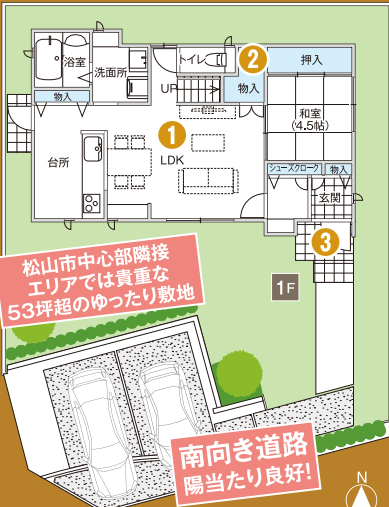 浴室
洗面所
トイレ
2
押入
UP
物入
物入
和室
(4.5帖)
1
LDK
台所
シューズクローク
物入
玄関
3
松山市中心部隣接
エリアでは貴重な
53坪超のゆったり敷地
1F
南向き道路
陽当たり良好!
N